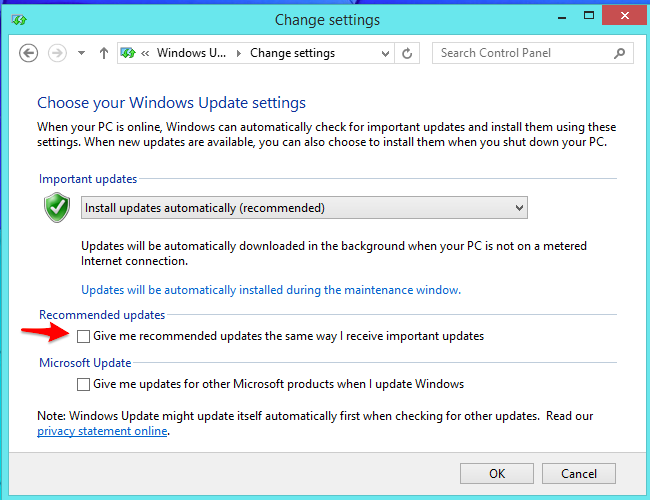 Change settings
« Windows U... Change settings
Search Control Panel
Choose your Windows Update settings
When your PC is online, Windows can automatically check for important updates and install them using these
settings. When new updates are available, you can also choose to install them when you shut down your PC.
Important updates
Install updates automatically (recommended)
Updates will be automatically downloaded in the background when your PC is not on a metered
Internet connection.
Updates will be automatically installed during the maintenance window.
Recommended updates
Give me recommended updates the same way I receive important updates
Microsoft Update
Give me updates for other Microsoft products when I update Windows
Note: Windows Update might update itself automatically first when checking for other updates. Read our
privacy statement online.
OK Cancel